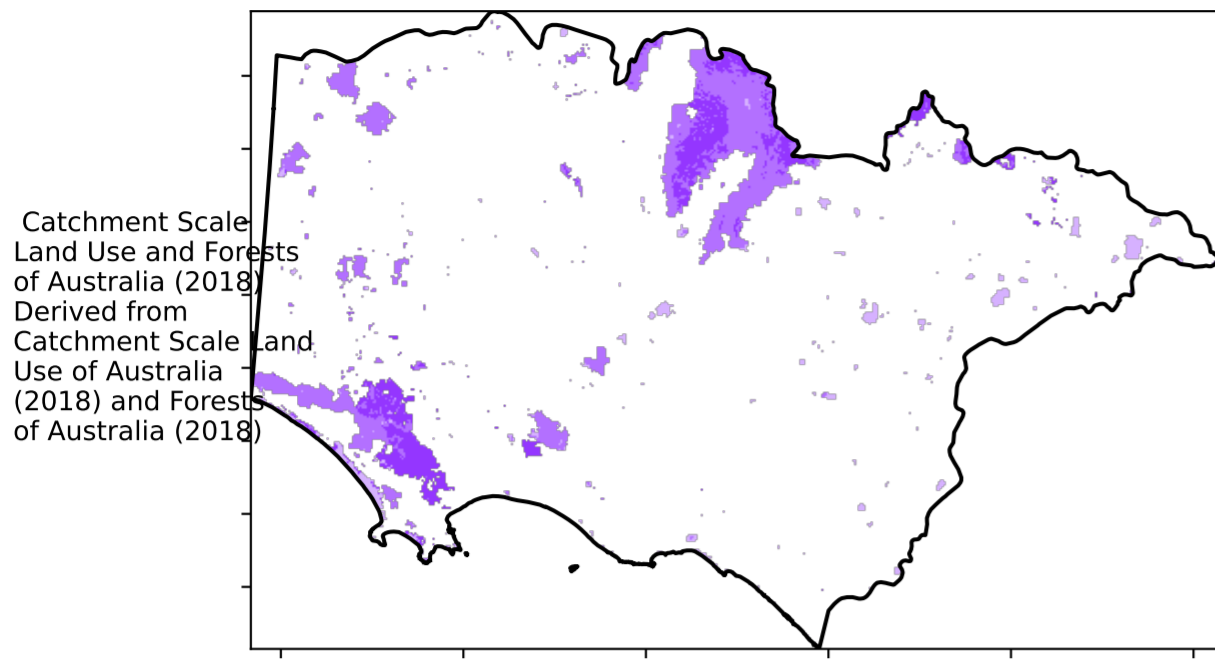 Catchment Scale
Land Use and Forests
of Australia (2018)
Derived from
Catchment Scale Land
Use of Australia
(2018) and Forests
of Australia (2018)